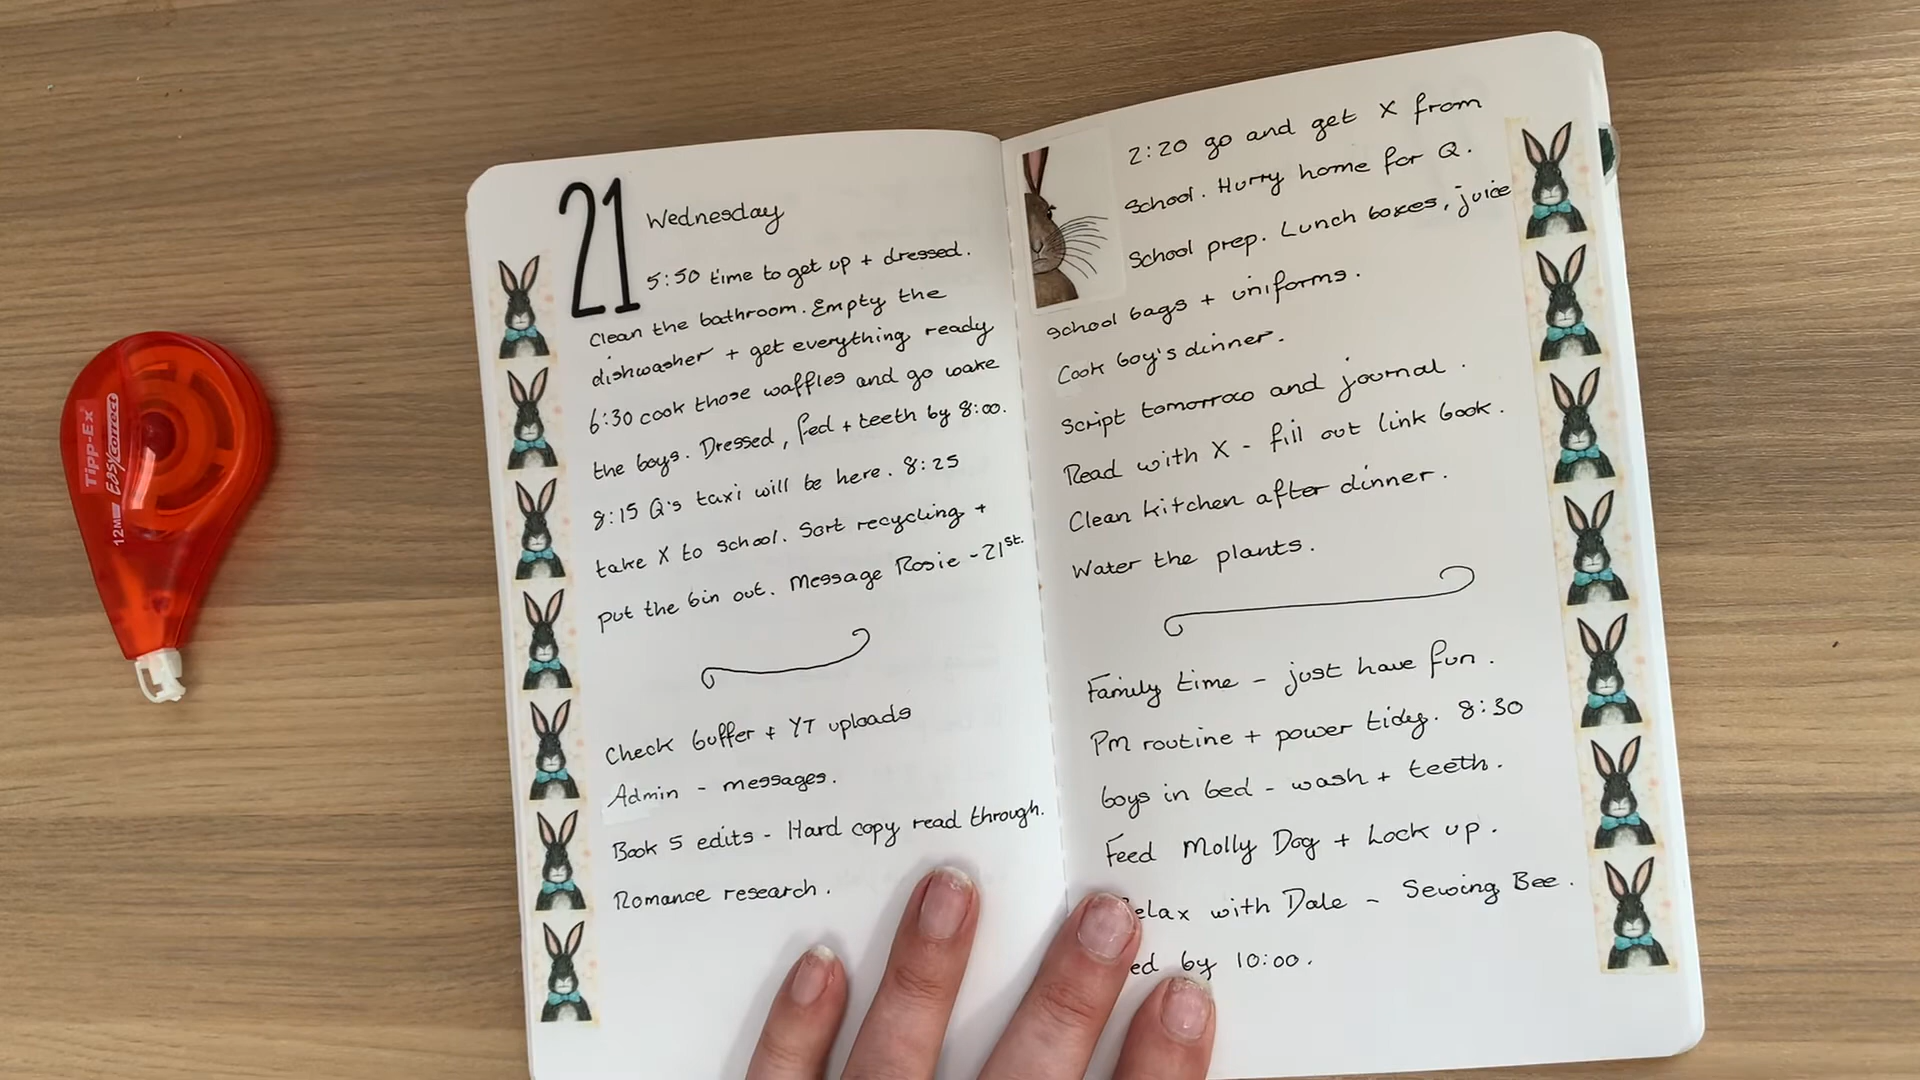 21
Wednesday
5:50 time to get up + dressed.
Clean the bathroom. Empty the
dishwasher + get everything ready
6:30 cook those waffles and go wake
the boys. Dressed, fed + teeth by 8:00.
8:15 Q's taxi will be here. 8:25
take X to school. Sort recycling +
put the bin out. Message Rosie - 21st.
Check buffer + YT uploads
Admin - messages.
Book 5 edits - Hard copy read through.
Romance research.
2:20 go and get X from
School. Hurry home for Q.
School prep. Lunch boxes, juice
school bags + uniforms.
Cook boy's dinner.
Script tomorrow and journal.
Read with X - fill out link book.
Clean kitchen after dinner.
Water the plants.
Family time - just have fun.
PM routine + power tidy. 8:30
boys in bed - wash + teeth.
Feed Molly Dog + Lock up.
elax with Dale - Sewing Bee.
ed by 10:00.
Tipp-Ex
Easy correct
12M